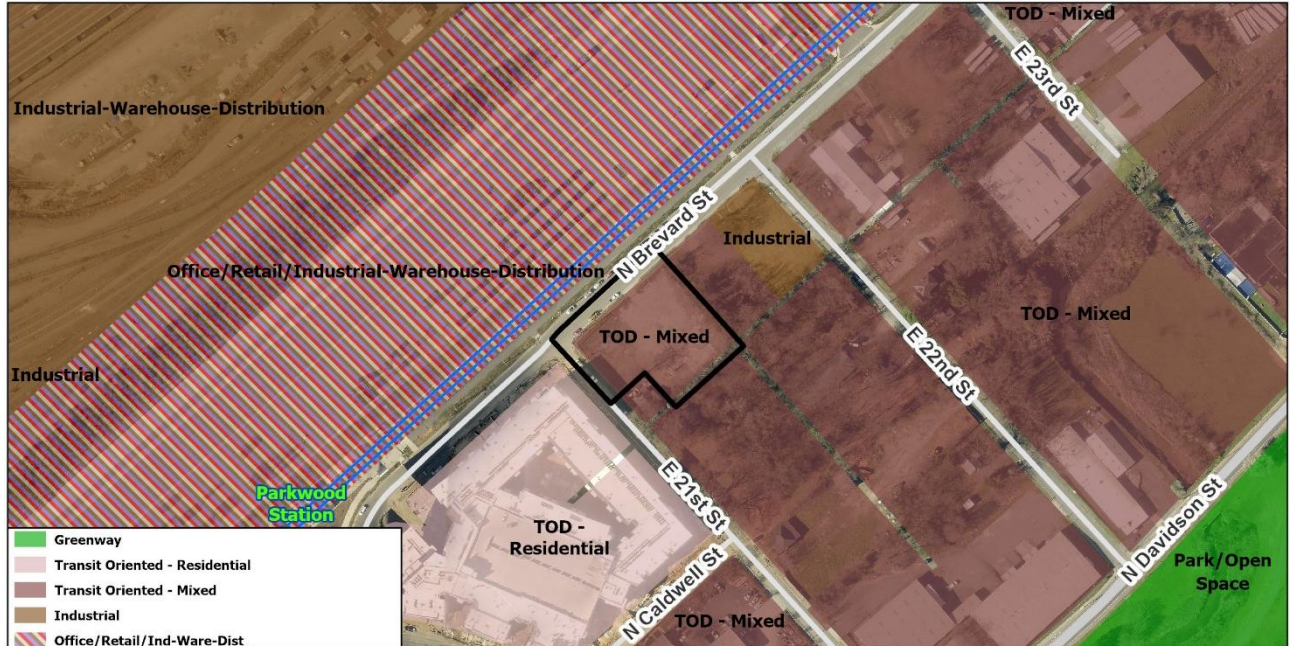 TOD - Mixed
E 23rd St
Industrial-Warehouse-Distribution
N Brevard St
Industrial
Office/Retail/Industrial-Warehouse-Distribution
TOD - Mixed
TOD - Mixed
E 22nd St
Industrial
E 21st St
Parkwood
Station
TOD -
Residential
N Davidson St
Park/Open
Space
N Caldwell St
TOD - Mixed
Greenway
Transit Oriented - Residential
Transit Oriented - Mixed
Industrial
Office/Retail/Ind-Ware-Dist